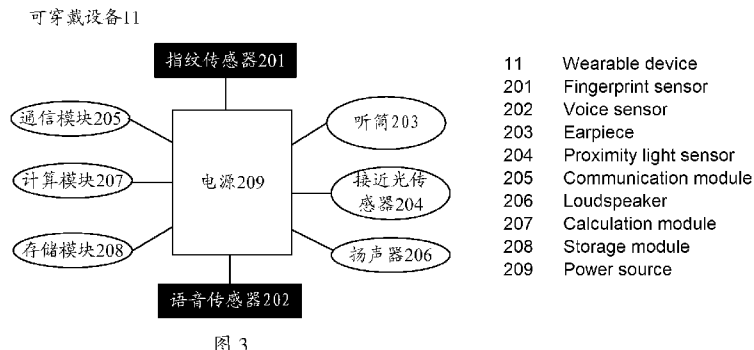 可穿戴设备11
指纹传感器201
通信模块205
听筒203
计算模块207
电源209
接近光传
感器204
存储模块208
扬声器206
语音传感器202
图 3
11 Wearable device
201 Fingerprint sensor
202 Voice sensor
203 Earpiece
204 Proximity light sensor
205 Communication module
206 Loudspeaker
207 Calculation module
208 Storage module
209 Power source